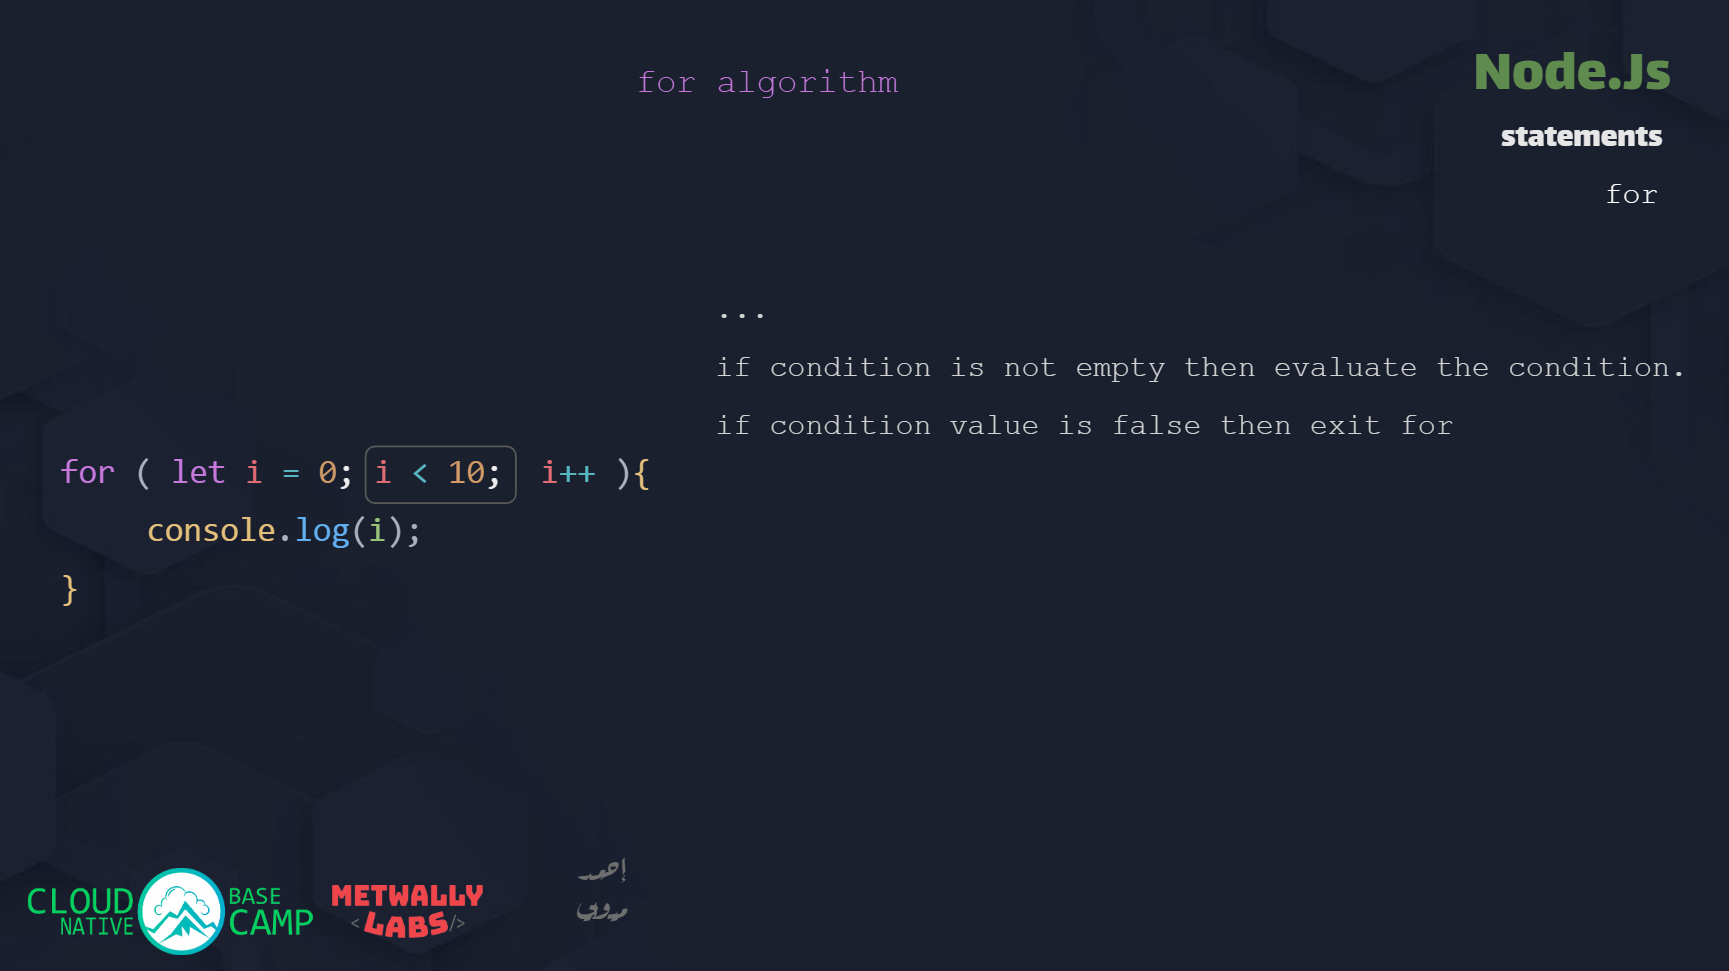 for algorithm
Node.Js
statements
for
...
if condition is not empty then evaluate the condition.
if condition value is false then exit for
for ( let i = 0; i < 10; i++ ){
console.log(i);
}
CLOUD NATIVE BASE CAMP
METWALLY
<LABS/>